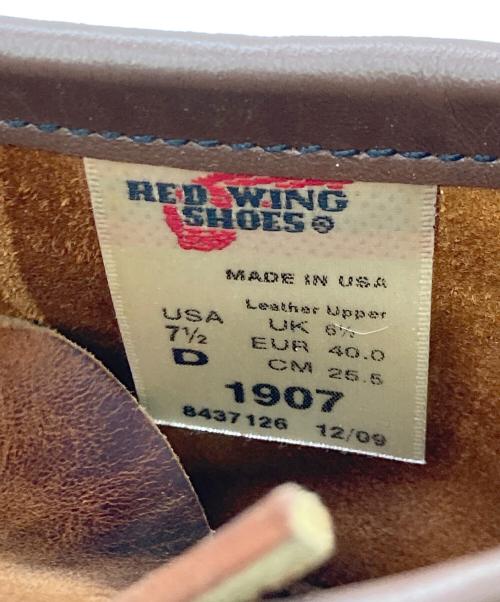 RED WING
SHOES
MADE IN USA
Leather Upper
USA UK 6½
7½ EUR 40.0
D CM 25.5
1907
8437126 12/09